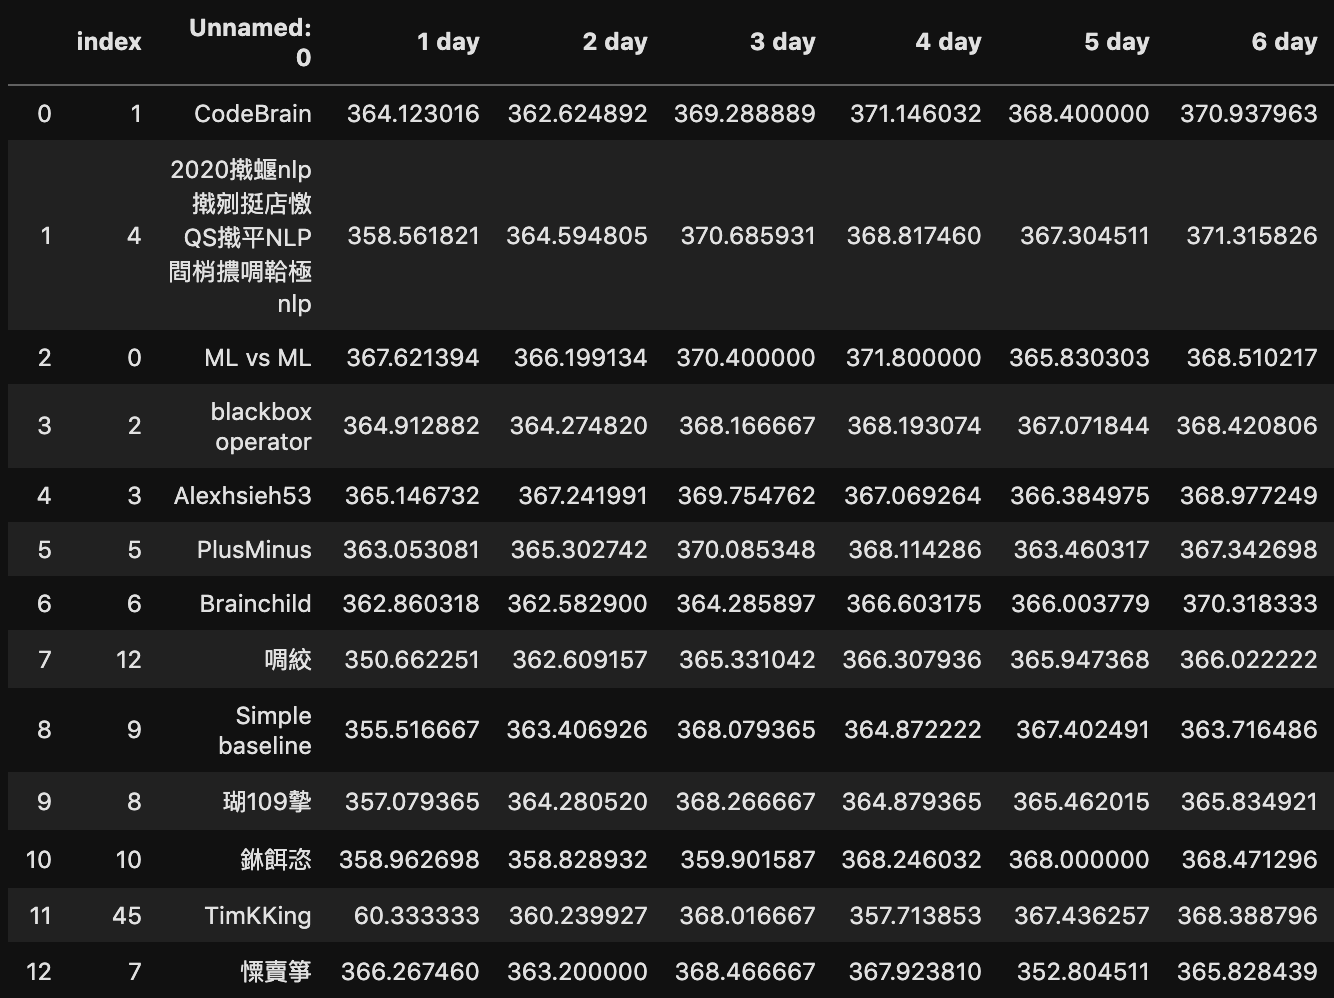 index Unnamed: 0 1 day 2 day 3 day 4 day 5 day 6 day
0 1 CodeBrain 364.123016 362.624892 369.288889 371.146032 368.400000 370.937963
2020撠蝘nlp
撠剜挺店憿
1 4 QS撠平NLP 358.561821 364.594805 370.685931 368.817460 367.304511 371.315826
閰梢擃啁鞈極
nlp
2 0 ML vs ML 367.621394 366.199134 370.400000 371.800000 365.830303 368.510217
3 2 blackbox operator 364.912882 364.274820 368.166667 368.193074 367.071844 368.420806
4 3 Alexhsieh53 365.146732 367.241991 369.754762 367.069264 366.384975 368.977249
5 5 PlusMinus 363.053081 365.302742 370.085348 368.114286 363.460317 367.342698
6 6 Brainchild 362.860318 362.582900 364.285897 366.603175 366.003779 370.318333
7 12 啁絞 350.662251 362.609157 365.331042 366.307936 365.947368 366.022222
8 9 Simple baseline 355.516667 363.406926 368.079365 364.872222 367.402491 363.716486
9 8 瑚109摮 357.079365 364.280520 368.266667 364.879365 365.462015 365.834921
10 10 銝餌恣 358.962698 358.828932 359.901587 368.246032 368.000000 368.471296
11 45 TimKKing 60.333333 360.239927 368.016667 357.713853 367.436257 368.388796
12 7 憟賣箏 366.267460 363.200000 368.466667 367.923810 352.804511 365.828439